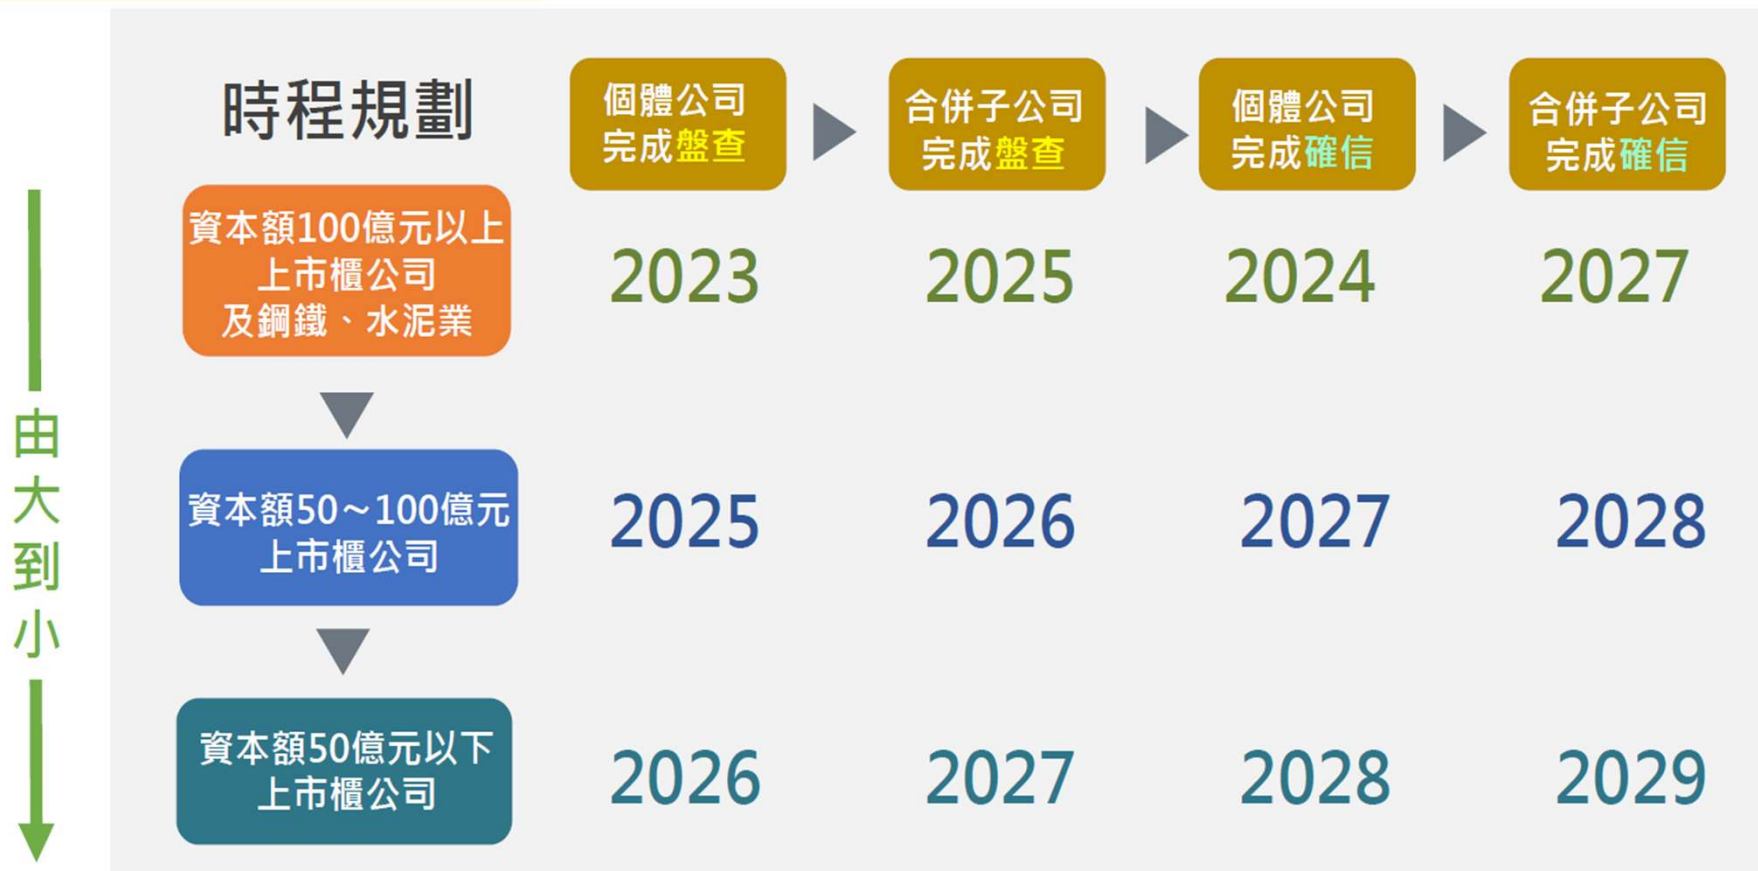 時程規劃
個體公司
完成盤查
合併子公司
完成盤查
個體公司
完成確信
合併子公司
完成確信
資本額100億元以上
上市櫃公司
及鋼鐵、水泥業
2023
2025
2024
2027
由
大
到
小
資本額50～100億元
上市櫃公司
2025
2026
2027
2028
資本額50億元以下
上市櫃公司
2026
2027
2028
2029